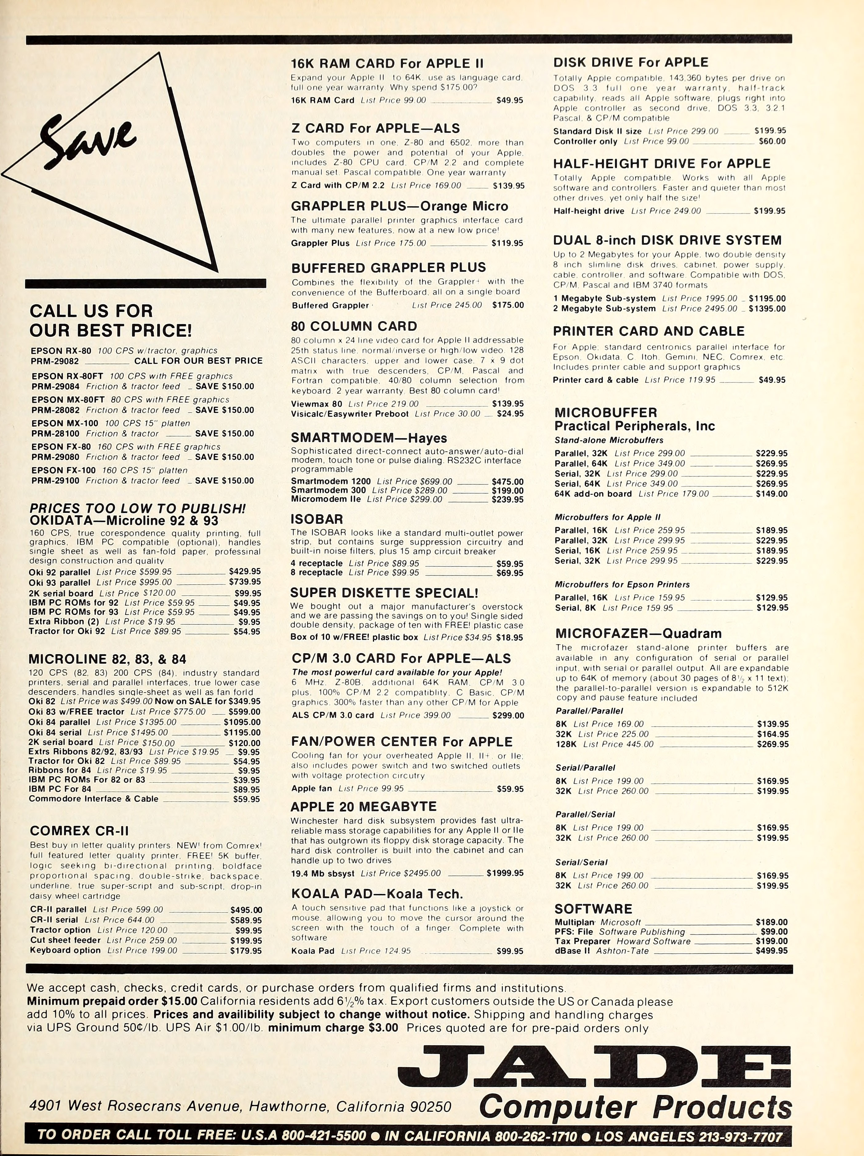 Save
CALL US FOR
OUR BEST PRICE!
EPSON RX-80 100 CPS w/tractor, graphics
PRM-29082 CALL FOR OUR BEST PRICE
EPSON RX-80FT 100 CPS with FREE graphics
PRM-29084 Friction & tractor feed SAVE $150.00
EPSON MX-80FT 80 CPS with FREE graphics
PRM-28082 Friction & tractor feed SAVE $150.00
EPSON MX-100 100 CPS 15" platten
PRM-28100 Friction & tractor SAVE $150.00
EPSON FX-80 160 CPS with FREE graphics
PRM-29080 Friction & tractor feed SAVE $150.00
EPSON FX-100 160 CPS 15" platten
PRM-29100 Friction & tractor feed SAVE $150.00
PRICES TOO LOW TO PUBLISH!
OKIDATA—Microline 92 & 93
160 CPS, true corespondence quality printing, full
graphics, IBM PC compatible (optional), handles
single sheet as well as fan-fold paper, professinal
design construction and quality
Oki 92 parallel List Price $599.95 $429.95
Oki 93 parallel List Price $995.00 $739.95
2K serial board List Price $120.00 $99.95
IBM PC ROMs for 92 List Price $59.95 $49.95
IBM PC ROMs for 93 List Price $59.95 $49.95
Extra Ribbon (2) List Price $19.95 $9.95
Tractor for Oki 92 List Price $89.95 $54.95
MICROLINE 82, 83, & 84
120 CPS (82, 83) 200 CPS (84), industry standard
printers, serial and parallel interfaces, true lower case
descenders, handles single-sheet as well as fan forld
Oki 82 List Price was $499.00 Now on SALE for $349.95
Oki 83 w/FREE tractor List Price $775.00 $599.00
Oki 84 parallel List Price $1395.00 $1095.00
Oki 84 serial List Price $1495.00 $1195.00
2K serial board List Price $150.00 $120.00
Extrs Ribbons 82/92, 83/93 List Price $19.95 $9.95
Tractor for Oki 82 List Price $89.95 $54.95
Ribbons for 84 List Price $19.95 $9.95
IBM PC ROMs For 82 or 83 $39.95
IBM PC For 84 $89.95
Commodore Interface & Cable $59.95
COMREX CR-II
Best buy in letter quality printers. NEW! from Comrex!
full featured letter quality printer, FREE! 5K buffer,
logic seeking bi-directional printing, boldface
proportional spacing, double-strike, backspace,
underline, true super-script and sub-script, drop-in
daisy wheel cartridge
CR-II parallel List Price 599.00 $495.00
CR-II serial List Price 644.00 $589.95
Tractor option List Price 120.00 $99.95
Cut sheet feeder List Price 259.00 $199.95
Keyboard option List Price 199.00 $179.95
16K RAM CARD For APPLE II
Expand your Apple II to 64K, use as language card,
full one year warranty. Why spend $175.00?
16K RAM Card List Price 99.00 $49.95
Z CARD For APPLE—ALS
Two computers in one, Z-80 and 6502, more than
doubles the power and potential of your Apple,
includes Z-80 CPU card, CP/M 2.2 and complete
manual set. Pascal compatible. One year warranty
Z Card with CP/M 2.2 List Price 169.00 $139.95
GRAPPLER PLUS—Orange Micro
The ultimate parallel printer graphics interface card
with many new features, now at a new low price!
Grappler Plus List Price 175.00 $119.95
BUFFERED GRAPPLER PLUS
Combines the flexibility of the Grappler+ with the
convenience of the Bufferboard, all on a single board
Buffered Grappler+ List Price 245.00 $175.00
80 COLUMN CARD
80 column x 24 line video card for Apple II addressable
25th status line, normal/inverse or high/low video, 128
ASCII characters, upper and lower case, 7 x 9 dot
matrix with true descenders, CP/M, Pascal and
Fortran compatible, 40/80 column selection from
keyboard. 2 year warranty. Best 80 column card!
Viewmax 80 List Price 219.00 $139.95
Visicalc/Easywriter Preboot List Price 30.00 $24.95
SMARTMODEM—Hayes
Sophisticated direct-connect auto-answer/auto-dial
modem, touch tone or pulse dialing, RS232C interface
programmable
Smartmodem 1200 List Price $699.00 $475.00
Smartmodem 300 List Price $289.00 $199.00
Micromodem IIe List Price $299.00 $239.95
ISOBAR
The ISOBAR looks like a standard multi-outlet power
strip, but contains surge suppression circuitry and
built-in noise filters, plus 15 amp circuit breaker
4 receptacle List Price $89.95 $59.95
8 receptacle List Price $99.95 $69.95
SUPER DISKETTE SPECIAL!
We bought out a major manufacturer's overstock
and we are passing the savings on to you! Single sided
double density, package of ten with FREE! plastic case
Box of 10 w/FREE! plastic box List Price $34.95 $18.95
CP/M 3.0 CARD For APPLE—ALS
The most powerful card available for your Apple!
6 MHz, Z-80B, additional 64K RAM, CP/M 3.0
plus, 100% CP/M 2.2 compatibility, C Basic, CP/M
graphics, 300% faster than any other CP/M for Apple
ALS CP/M 3.0 card List Price 399.00 $299.00
FAN/POWER CENTER For APPLE
Cooling fan for your overheated Apple II, II+ or IIe,
also includes power switch and two switched outlets
with voltage protection circutry
Apple fan List Price 99.95 $59.95
APPLE 20 MEGABYTE
Winchester hard disk subsystem provides fast ultra-
reliable mass storage capabilities for any Apple II or IIe
that has outgrown its floppy disk storage capacity. The
hard disk controller is built into the cabinet and can
handle up to two drives
19.4 Mb sbsyst List Price $2495.00 $1999.95
KOALA PAD—Koala Tech.
A touch sensitive pad that functions like a joystick or
mouse, allowing you to move the cursor around the
screen with the touch of a finger. Complete with
software
Koala Pad List Price 124.95 $99.95
DISK DRIVE For APPLE
Totally Apple compatible, 143,360 bytes per drive on
DOS 3.3 full one year warranty, half-track
capability, reads all Apple software, plugs right into
Apple controller as second drive, DOS 3.3, 3.2.1
Pascal, & CP/M compatible
Standard Disk II size List Price 299.00 $199.95
Controller only List Price 99.00 $60.00
HALF-HEIGHT DRIVE For APPLE
Totally Apple compatible. Works with all Apple
software and controllers. Faster and quieter than most
other drives, yet only half the size!
Half-height drive List Price 249.00 $199.95
DUAL 8-inch DISK DRIVE SYSTEM
Up to 2 Megabytes for your Apple, two double density
8 inch slimline disk drives, cabinet, power supply,
cable, controller, and software. Compatible with DOS,
CP/M, Pascal and IBM 3740 formats
1 Megabyte Sub-system List Price 1995.00 $1195.00
2 Megabyte Sub-system List Price 2495.00 $1395.00
PRINTER CARD AND CABLE
For Apple, standard centronics parallel interface for
Epson, Okidata, C. Itoh, Gemini, NEC, Comrex, etc
Includes printer cable and support graphics
Printer card & cable List Price 119.95 $49.95
MICROBUFFER
Practical Peripherals, Inc
Stand-alone Microbuffers
Parallel, 32K List Price 299.00 $229.95
Parallel, 64K List Price 349.00 $269.95
Serial, 32K List Price 299.00 $229.95
Serial, 64K List Price 349.00 $269.95
64K add-on board List Price 179.00 $149.00
Microbuffers for Apple II
Parallel, 16K List Price 259.95 $189.95
Parallel, 32K List Price 299.95 $229.95
Serial, 16K List Price 259.95 $189.95
Serial, 32K List Price 299.95 $229.95
Microbuffers for Epson Printers
Parallel, 16K List Price 159.95 $129.95
Serial, 8K List Price 159.95 $129.95
MICROFAZER—Quadram
The microfazer stand-alone printer buffers are
available in any configuration of serial or parallel
input, with serial or parallel output. All are expandable
up to 64K of memory (about 30 pages of 8½ x 11 text);
the parallel-to-parallel version is expandable to 512K
copy and pause feature included
Parallel/Parallel
8K List Price 169.00 $139.95
32K List Price 225.00 $164.95
128K List Price 445.00 $269.95
Serial/Parallel
8K List Price 199.00 $169.95
32K List Price 260.00 $199.95
Parallel/Serial
8K List Price 199.00 $169.95
32K List Price 260.00 $199.95
Serial/Serial
8K List Price 199.00 $169.95
32K List Price 260.00 $199.95
SOFTWARE
Multiplan Microsoft $189.00
PFS: File Software Publishing $99.00
Tax Preparer Howard Software $199.00
dBase II Ashton-Tate $499.95
We accept cash, checks, credit cards, or purchase orders from qualified firms and institutions.
Minimum prepaid order $15.00 California residents add 6½% tax. Export customers outside the US or Canada please
add 10% to all prices. Prices and availibility subject to change without notice. Shipping and handling charges
via UPS Ground 50¢/lb. UPS Air $1.00/lb. minimum charge $3.00 Prices quoted are for pre-paid orders only
JADE
4901 West Rosecrans Avenue, Hawthorne, California 90250 Computer Products
TO ORDER CALL TOLL FREE: U.S.A 800-421-5500 ● IN CALIFORNIA 800-262-1710 ● LOS ANGELES 213-973-7707